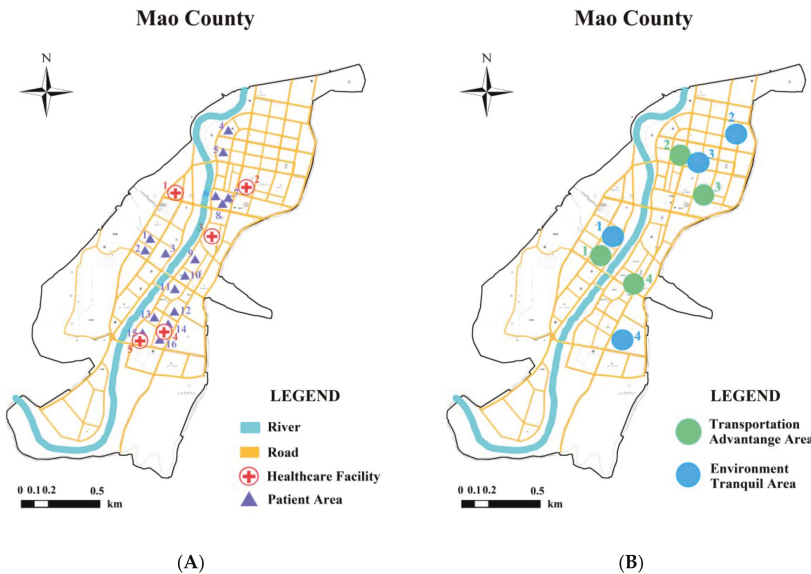 Mao County
N
4
5
1
2
6
7
8
3
1
2
3
9
10
11
12
13
14
4
15
16
5
LEGEND
River
Road
Healthcare Facility
Patient Area
0 0.1 0.2 0.5
km
(A)
Mao County
N
2
2
3
3
1
1
4
4
LEGEND
Transportation
Advantange Area
Environment
Tranquil Area
0 0.1 0.2 0.5
km
(B)